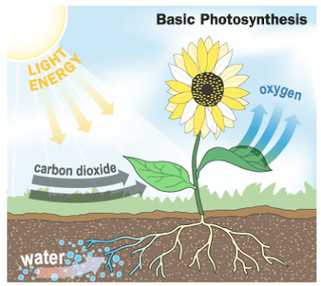 Basic Photosynthesis
LIGHT
ENERGY
oxygen
carbon dioxide
water